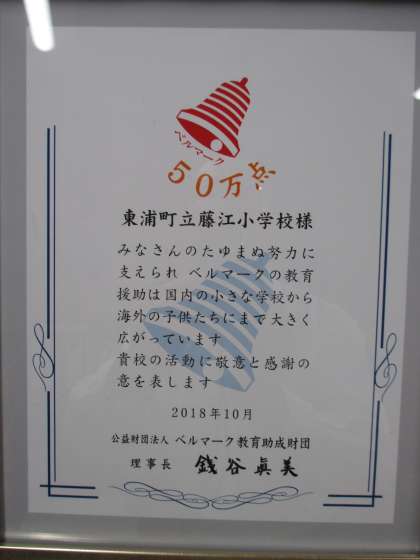 ベルマーク
50万点
東浦町立藤江小学校様
みなさんのたゆまぬ努力に
支えられ ベルマークの教育
援助は国内の小さな学校から
海外の子供たちにまで大きく
広がっています
貴校の活動に敬意と感謝の
意を表します
2018年10月
公益財団法人 ベルマーク教育助成財団
理事長 銭谷眞美